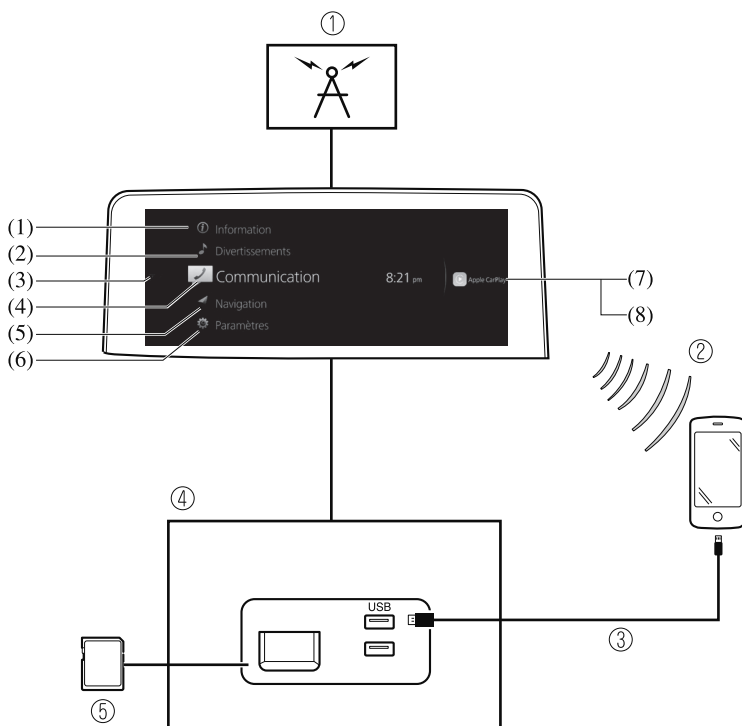 ①
(1) Information
(2) Divertissements
(3)
(4) Communication 8:21 pm Apple CarPlay (7)
(5) Navigation (8)
(6) Paramètres
②
④
USB
③
⑤